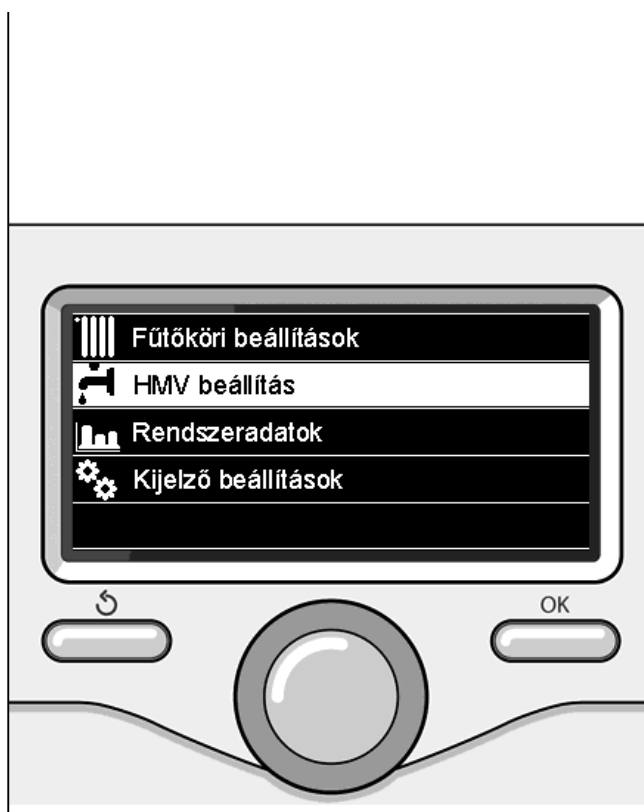 Fűtőköri beállítások
HMV beállítás
Rendszeradatok
Kijelző beállítások
OK